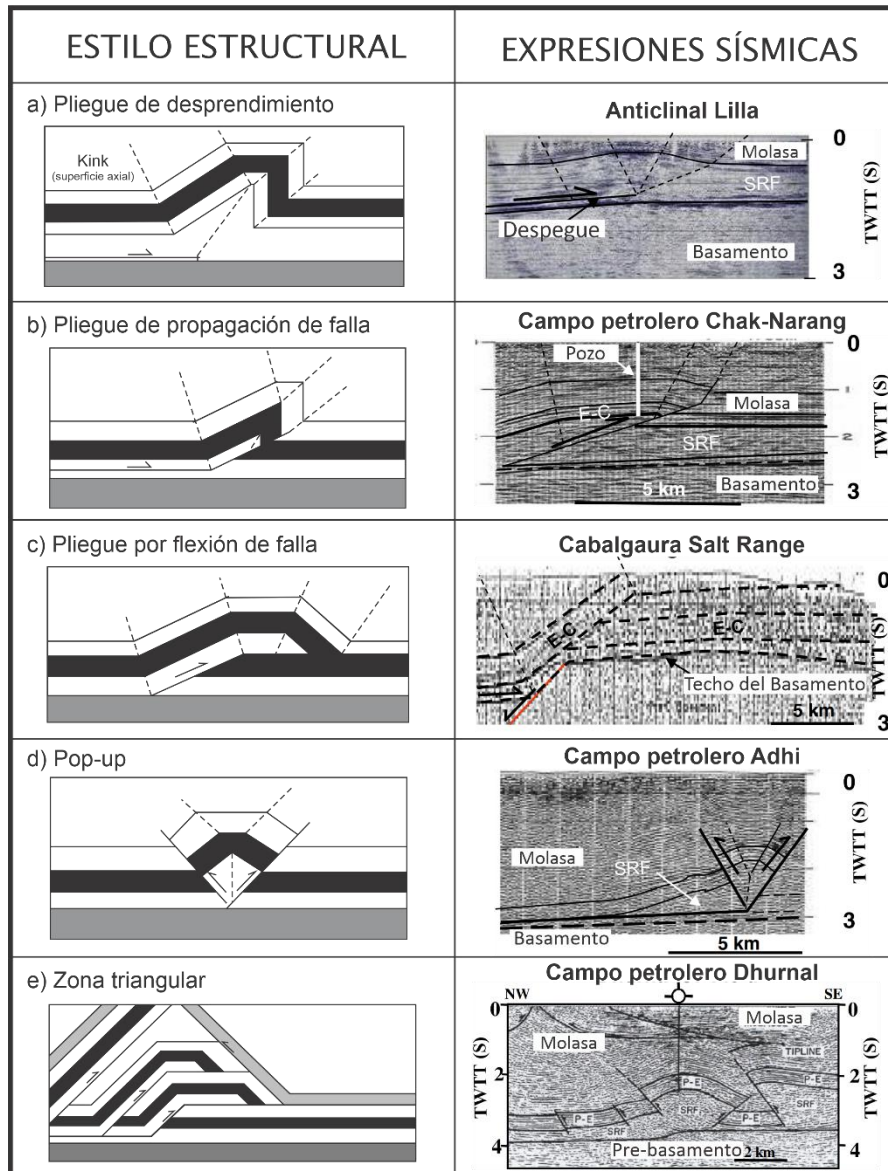 ESTILO ESTRUCTURAL
EXPRESIONES SÍSMICAS
a) Pliegue de desprendimiento
Kink
(superficie axial)
Anticlinal Lilla
Molasa
SRF
Despegue
Basamento
0
3
TWTT (S)
b) Pliegue de propagación de falla
Campo petrolero Chak-Narang
Pozo
E-C
Molasa
SRF
Basamento
5 km
0
1
2
3
TWTT (S)
c) Pliegue por flexión de falla
Cabalgaura Salt Range
E-C
E-C
Techo del Basamento
5 km
0
3
TWTT (S)
d) Pop-up
Campo petrolero Adhi
Molasa
SRF
Basamento
5 km
0
3
TWTT (S)
e) Zona triangular
Campo petrolero Dhurnal
NW
SE
0
2
4
TWTT (S)
Molasa
Molasa
TIPLINE
P-E
P-E
P-E
P-E
SRF
SRF
SRF
Pre-basamento
2 km
0
2
4
TWTT (S)